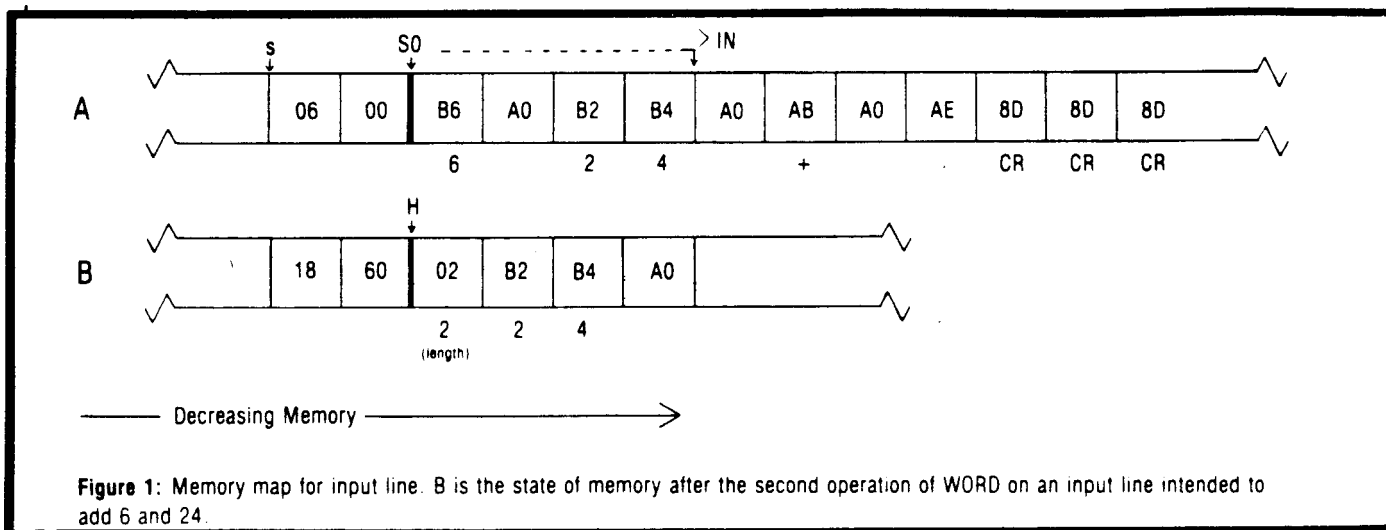 s S0 > IN
A 06 00 B6 A0 B2 B4 A0 AB A0 AE 8D 8D 8D
6 2 4 + . CR CR CR
H
B 18 60 02 B2 B4 A0
2 2 4
(length)
Decreasing Memory
Figure 1: Memory map for input line. B is the state of memory after the second operation of WORD on an input line intended to
add 6 and 24.